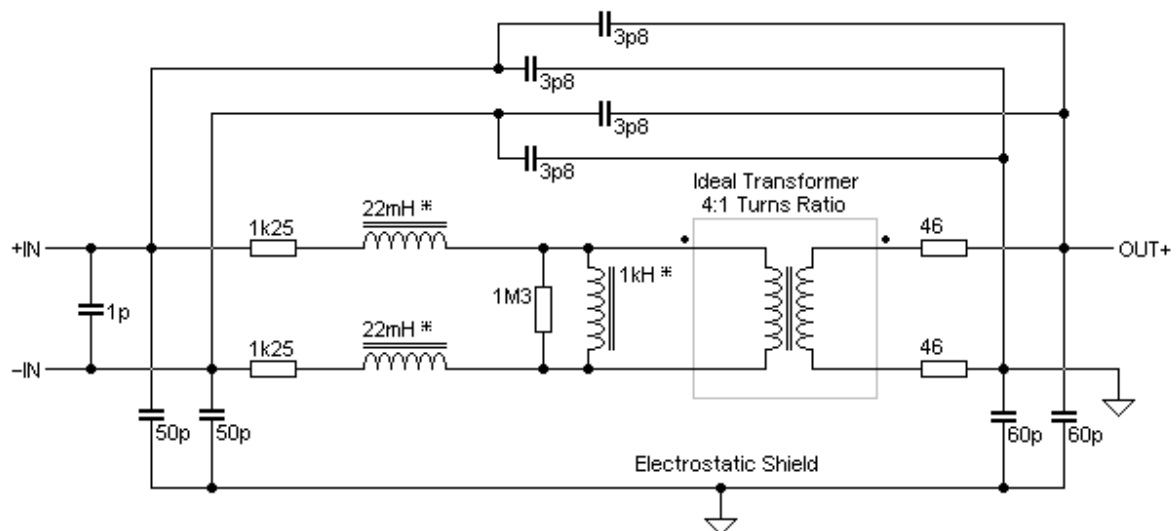 3p8
3p8
3p8
3p8
Ideal Transformer
4:1 Turns Ratio
1k25
22mH *
46
+IN
OUT+
1p
1M3
1kH *
1k25
22mH *
46
-IN
50p
50p
60p
60p
Electrostatic Shield